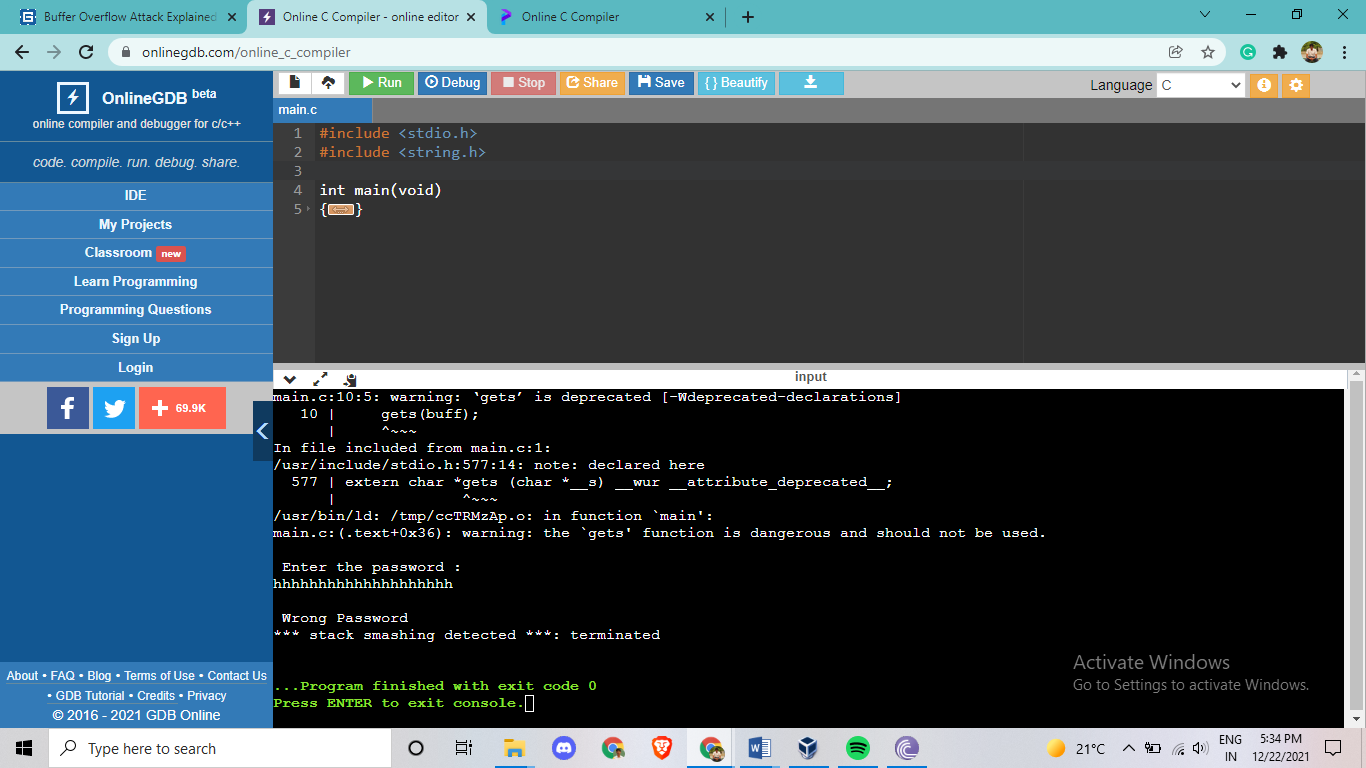 Buffer Overflow Attack Explained
Online C Compiler - online editor
Online C Compiler
onlinegdb.com/online_c_compiler
OnlineGDB beta
online compiler and debugger for c/c++
code. compile. run. debug. share.
IDE
My Projects
Classroom new
Learn Programming
Programming Questions
Sign Up
Login
f
+ 69.9K
About • FAQ • Blog • Terms of Use • Contact Us
• GDB Tutorial • Credits • Privacy
© 2016 - 2021 GDB Online
Run Debug Stop Share Save { } Beautify
Language C
main.c
1 #include <stdio.h>
2 #include <string.h>
3
4 int main(void)
5 {}
input
main.c:10:5: warning: ‘gets’ is deprecated [-Wdeprecated-declarations]
10 | gets(buff);
| ^~~~
In file included from main.c:1:
/usr/include/stdio.h:577:14: note: declared here
577 | extern char *gets (char *__s) __wur __attribute_deprecated__;
| ^~~~
/usr/bin/ld: /tmp/ccTRMzAp.o: in function `main':
main.c:(.text+0x36): warning: the `gets' function is dangerous and should not be used.
Enter the password :
hhhhhhhhhhhhhhhhhhhh
Wrong Password
*** stack smashing detected ***: terminated
...Program finished with exit code 0
Press ENTER to exit console.
Activate Windows
Go to Settings to activate Windows.
Type here to search
21°C
ENG
IN
5:34 PM
12/22/2021